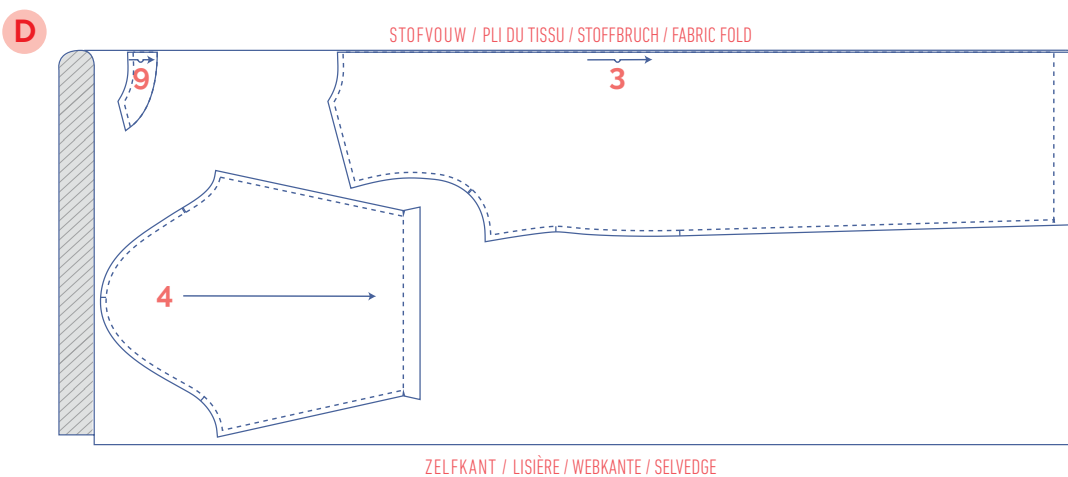 D
STOFVOUW / PLI DU TISSU / STOFFBRUCH / FABRIC FOLD
9
3
4
ZELFKANT / LISIÈRE / WEBKANTE / SELVEDGE